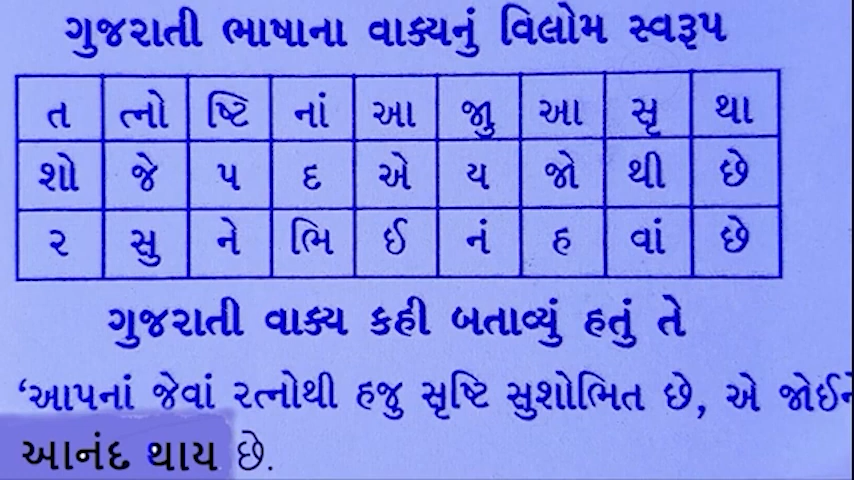 ગુજરાતી ભાષાના વાક્યનું વિલોમ સ્વરૂપ
ત ત્નો ષ્ટિ નાં આ જુ આ સૃ થા
શો જે પ દ એ ય જો થી છે
ર સુ ને ભિ ઈ નં હ વાં છે
ગુજરાતી વાક્ય કહી બતાવ્યું હતું તે
‘આપનાં જેવાં રત્નોથી હજુ સૃષ્ટિ સુશોભિત છે, એ જોઈને
આનંદ થાય છે.